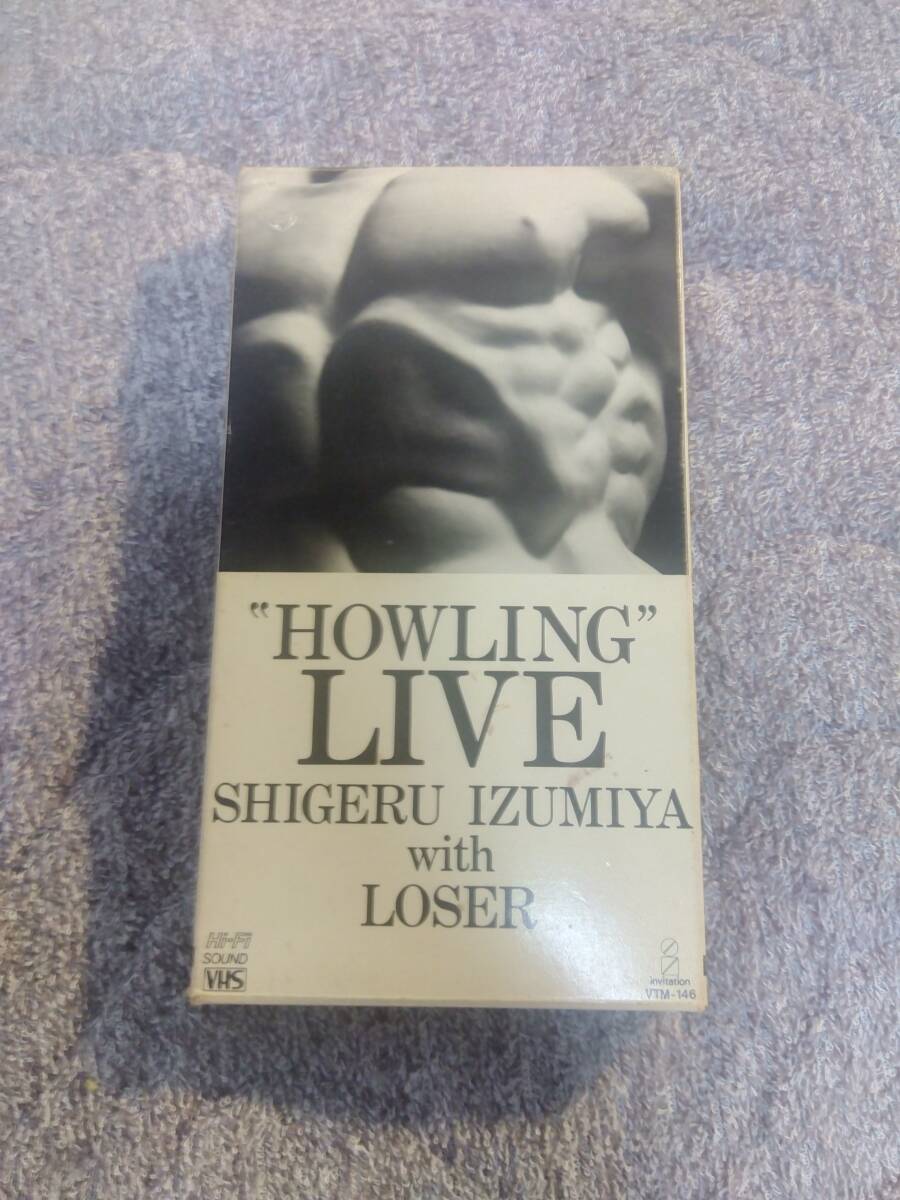 “HOWLING”
LIVE
SHIGERU IZUMIYA
with
LOSER
Hi-Fi
SOUND
VHS
invitation
VTM-146